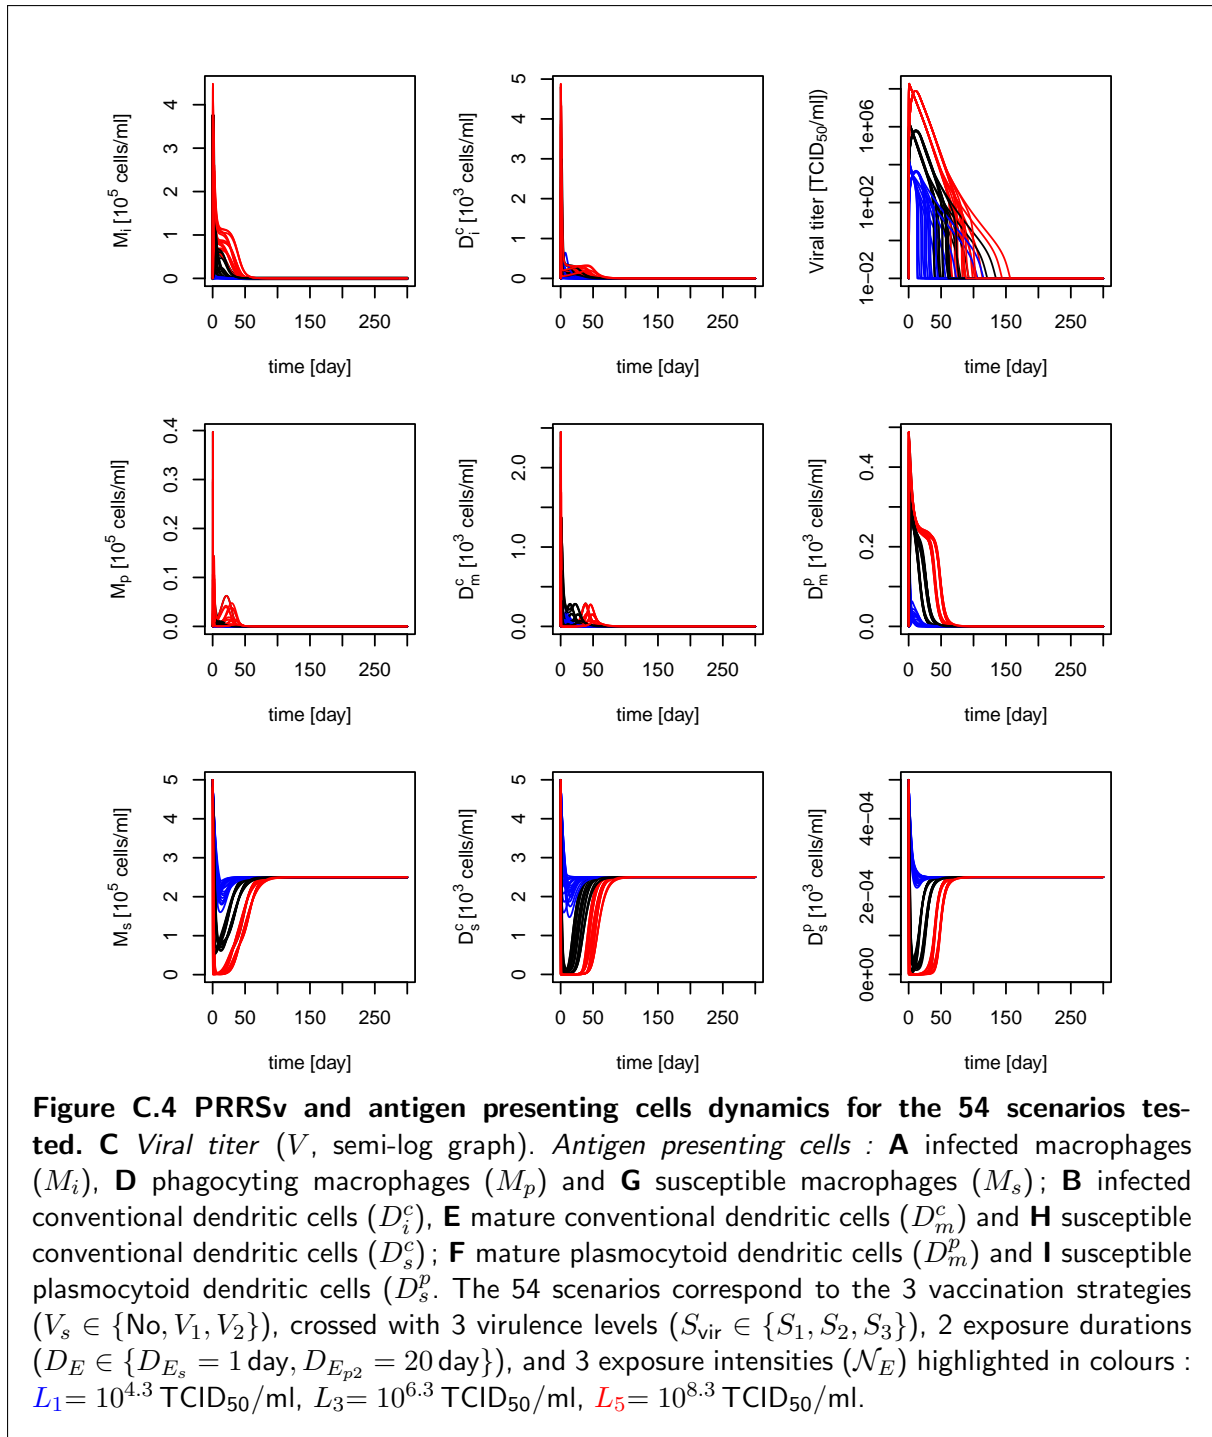 M_i [10^5 cells/ml]
0 1 2 3 4
0 50 150 250
time [day]
D_i^c [10^3 cells/ml]
0 1 2 3 4 5
0 50 150 250
time [day]
Viral titer [TCID_50/ml])
1e-02 1e+02 1e+06
0 50 150 250
time [day]
M_p [10^5 cells/ml]
0.0 0.1 0.2 0.3 0.4
0 50 150 250
time [day]
D_m^c [10^3 cells/ml]
0.0 1.0 2.0
0 50 150 250
time [day]
D_m^p [10^3 cells/ml]
0.0 0.2 0.4
0 50 150 250
time [day]
M_s [10^5 cells/ml]
0 1 2 3 4 5
0 50 150 250
time [day]
D_s^c [10^3 cells/ml]
0 1 2 3 4 5
0 50 150 250
time [day]
D_s^p [10^3 cells/ml]
0e+00 2e-04 4e-04
0 50 150 250
time [day]
Figure C.4 PRRSv and antigen presenting cells dynamics for the 54 scenarios tes-
ted. C Viral titer (V, semi-log graph). Antigen presenting cells : A infected macrophages
(M_i), D phagocyting macrophages (M_p) and G susceptible macrophages (M_s) ; B infected
conventional dendritic cells (D_i^c), E mature conventional dendritic cells (D_m^c) and H susceptible
conventional dendritic cells (D_s^c) ; F mature plasmocytoid dendritic cells (D_m^p) and I susceptible
plasmocytoid dendritic cells (D_s^p. The 54 scenarios correspond to the 3 vaccination strategies
(V_s ∈ {No, V_1, V_2}), crossed with 3 virulence levels (S_vir ∈ {S_1, S_2, S_3}), 2 exposure durations
(D_E ∈ {D_{E_s} = 1 day, D_{E_{p2}} = 20 day}), and 3 exposure intensities (𝒩_E) highlighted in colours :
L_1= 10^4.3 TCID_50/ml, L_3= 10^6.3 TCID_50/ml, L_5= 10^8.3 TCID_50/ml.